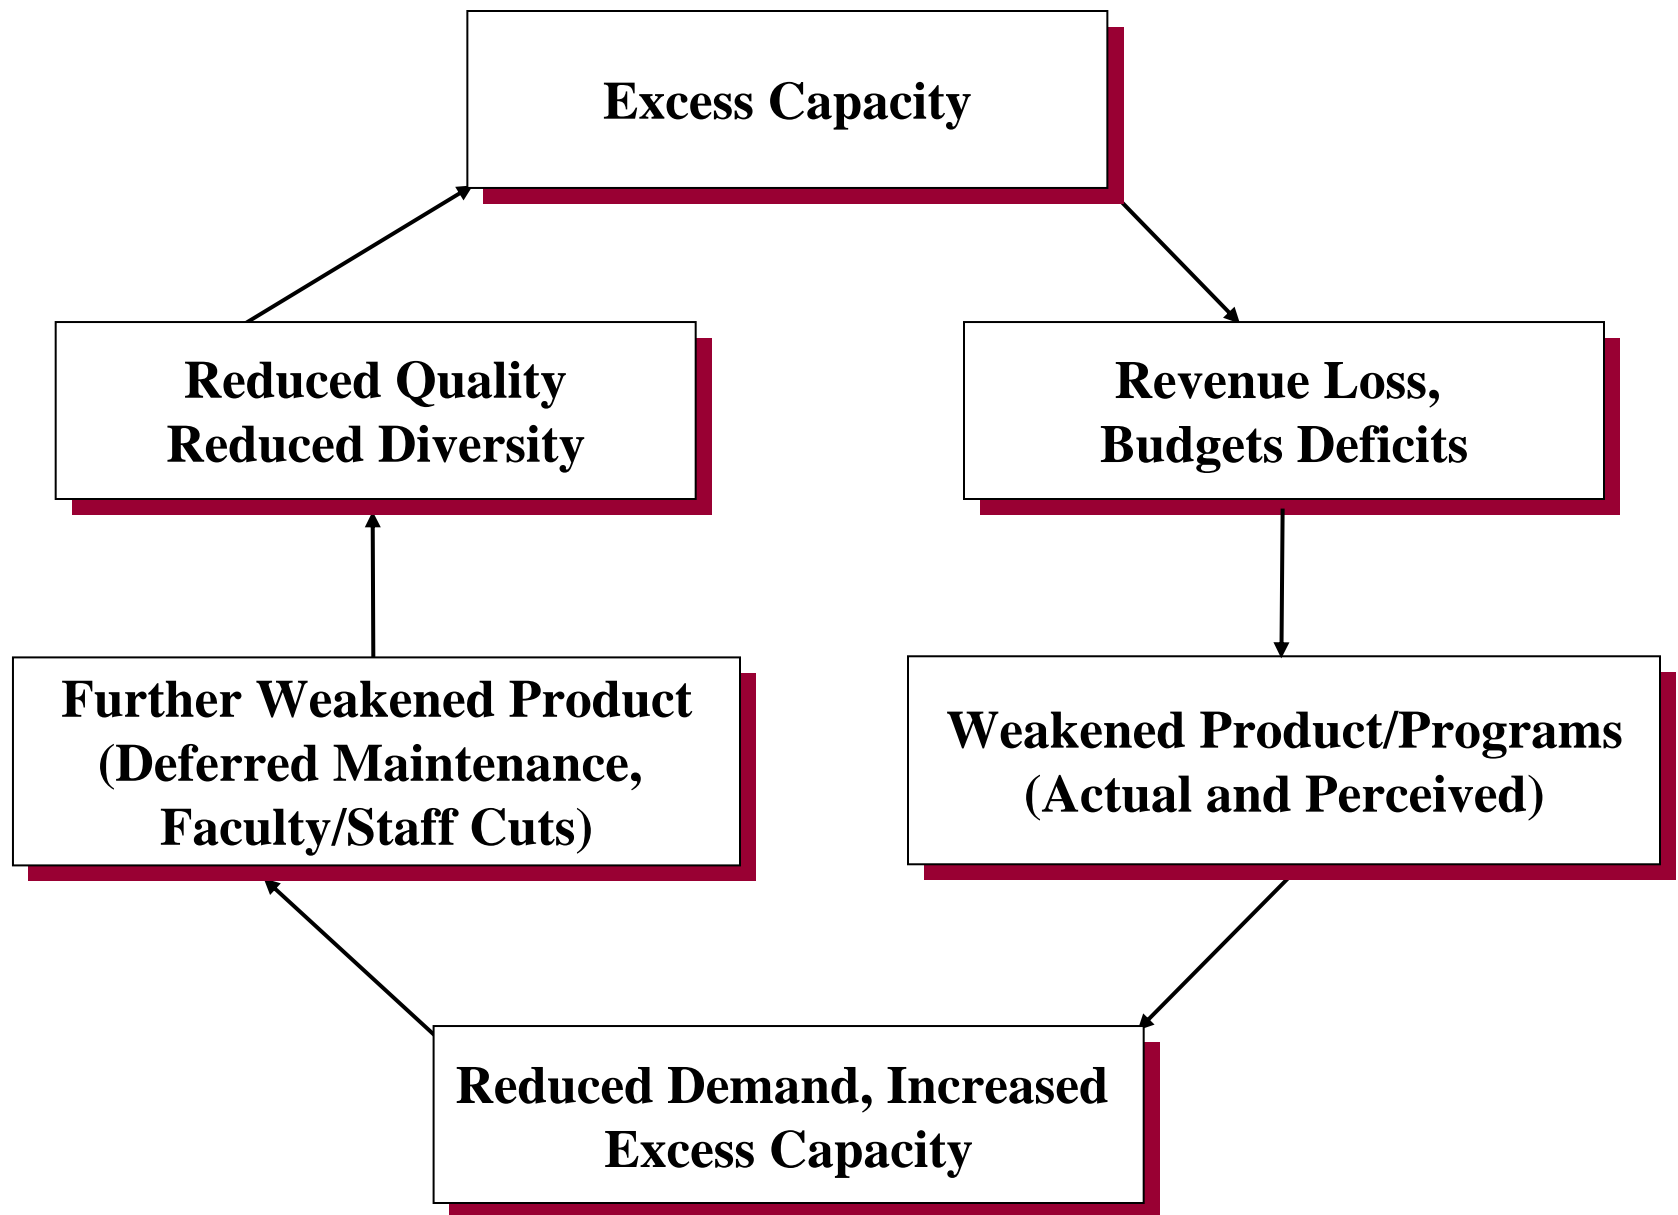 Excess Capacity
Revenue Loss,
Budgets Deficits
Weakened Product/Programs
(Actual and Perceived)
Reduced Demand, Increased
Excess Capacity
Further Weakened Product
(Deferred Maintenance,
Faculty/Staff Cuts)
Reduced Quality
Reduced Diversity